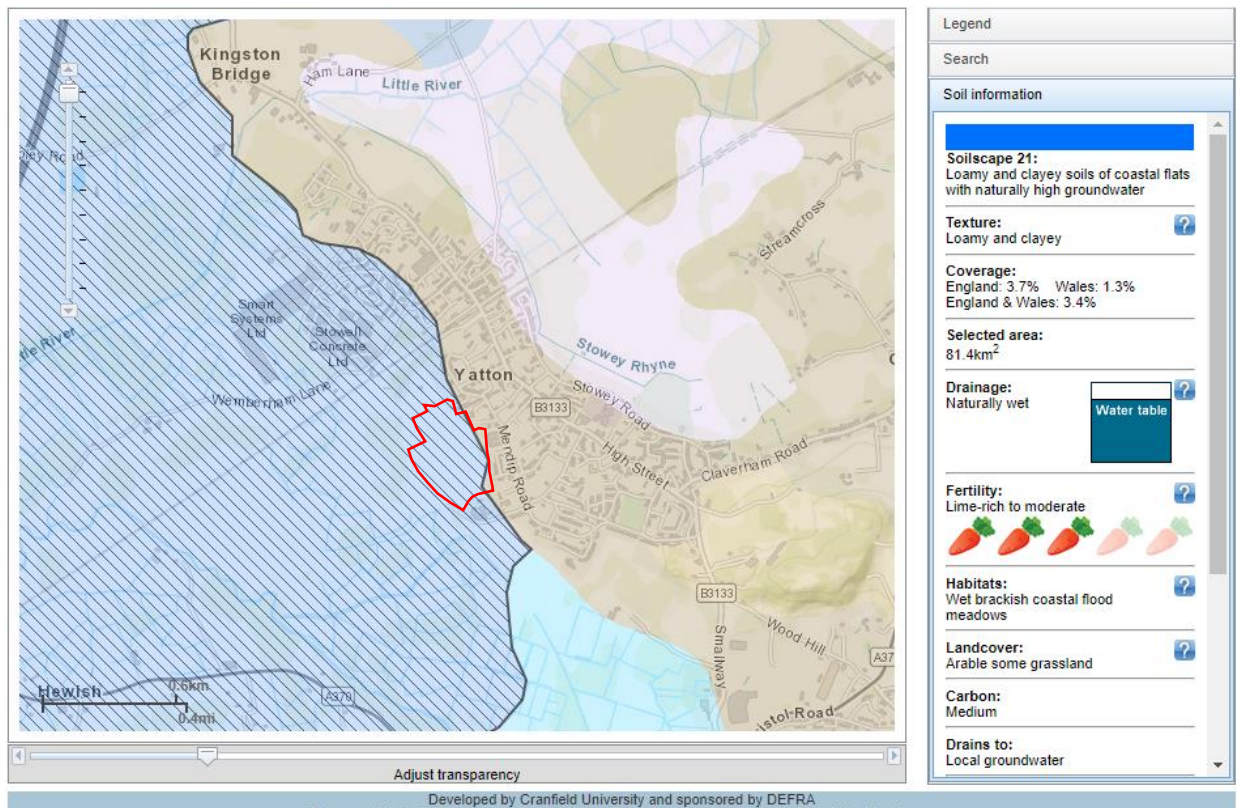 Kingston
Bridge
Ham Lane
Little River
Streamcross
Smart
Systems
Ltd
Stowell
Concrete
Ltd
Wemberham Lane
Yatton
Stowey Rhyne
Stowey Road
B3133
Mendip Road
High Street
Claverham Road
B3133
Wood-Hill
Smallway
A37
Hewish
0.6km
0.4mi
A370
Adjust transparency
Legend
Search
Soil information
Soilscape 21:
Loamy and clayey soils of coastal flats
with naturally high groundwater
Texture:
Loamy and clayey
Coverage:
England: 3.7% Wales: 1.3%
England & Wales: 3.4%
Selected area:
81.4km2
Drainage:
Naturally wet
Water table
Fertility:
Lime-rich to moderate
Habitats:
Wet brackish coastal flood
meadows
Landcover:
Arable some grassland
Carbon:
Medium
Drains to:
Local groundwater
Developed by Cranfield University and sponsored by DEFRA